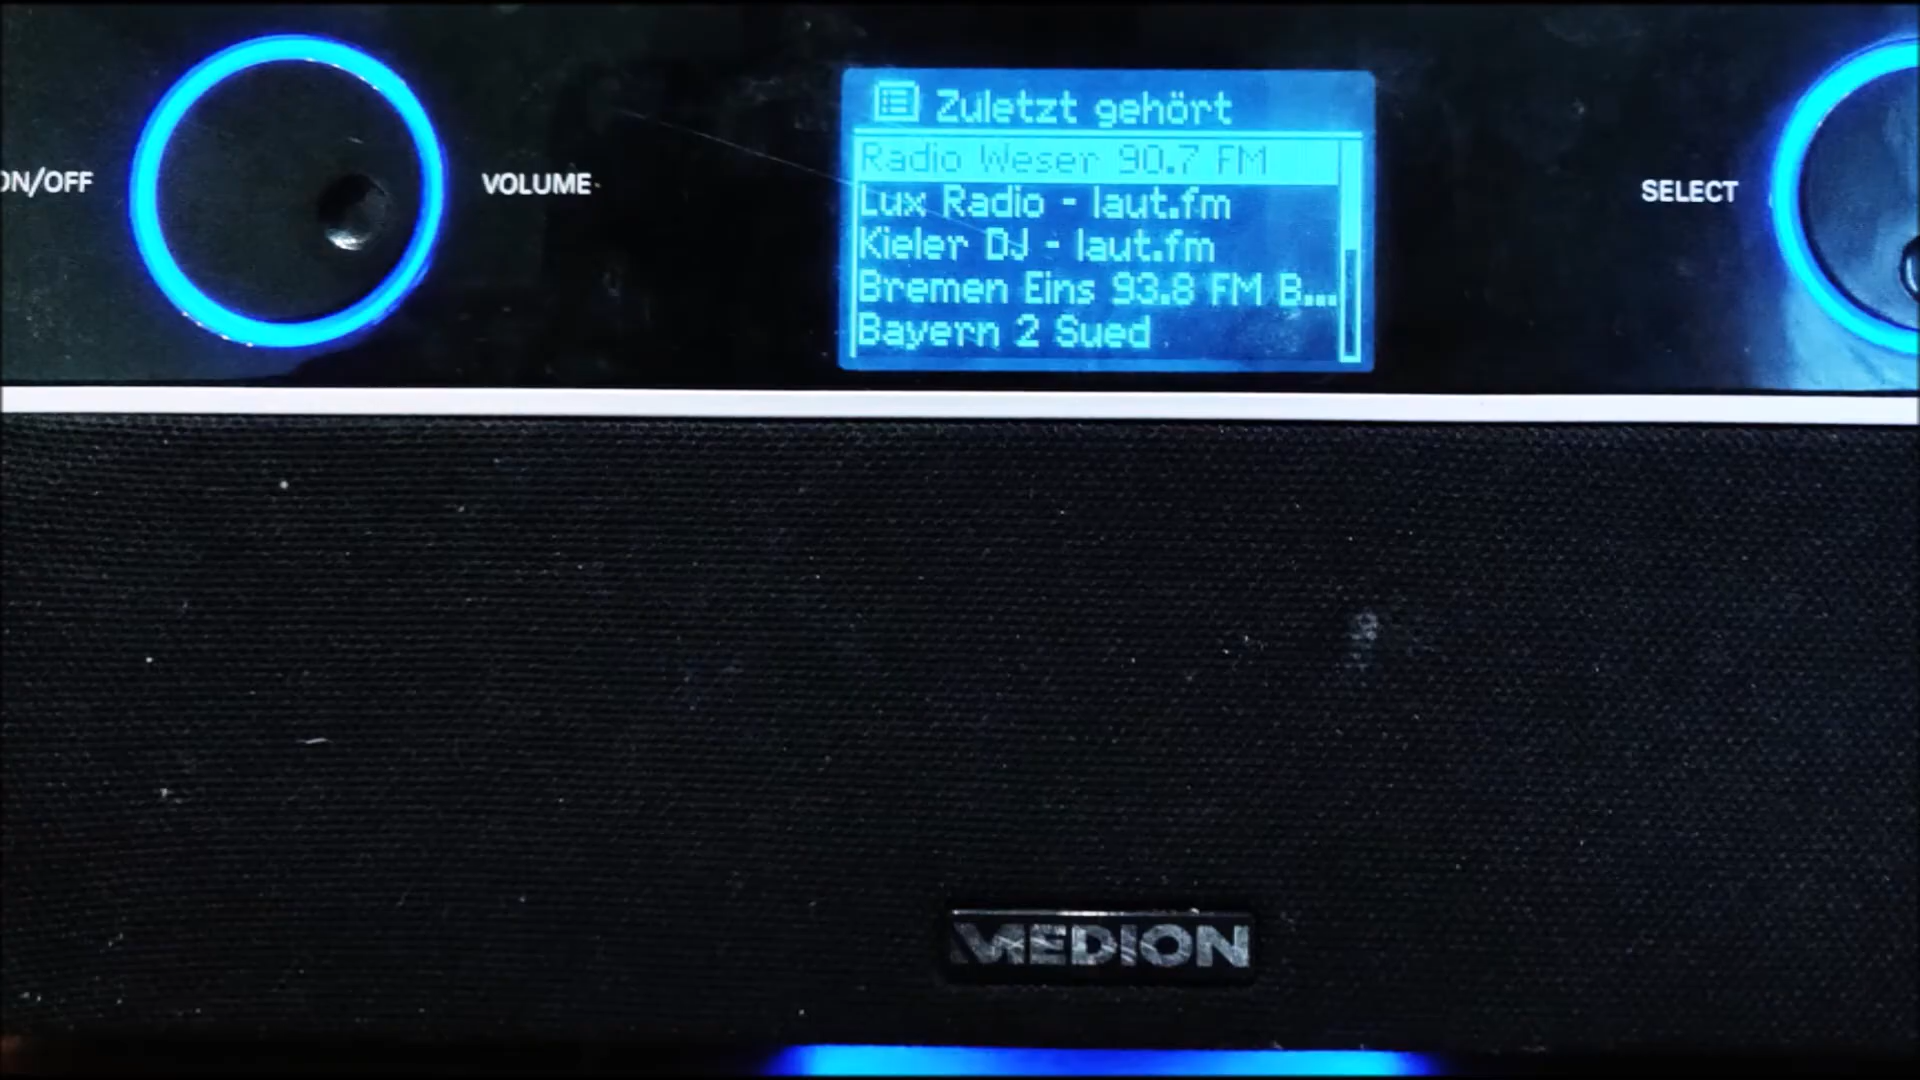 Zuletzt gehört
Radio Weser 90.7 FM
Lux Radio - laut.fm
Kieler DJ - laut.fm
Bremen Eins 93.8 FM B...
Bayern 2 Sued
ON/OFF
VOLUME
SELECT
MEDION